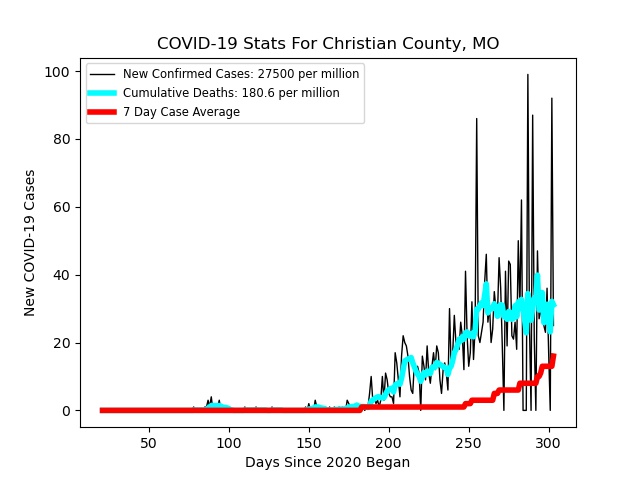 COVID-19 Stats For Christian County, MO
New Confirmed Cases: 27500 per million
Cumulative Deaths: 180.6 per million
7 Day Case Average
100
80
60
40
20
0
New COVID-19 Cases
50 100 150 200 250 300
Days Since 2020 Began